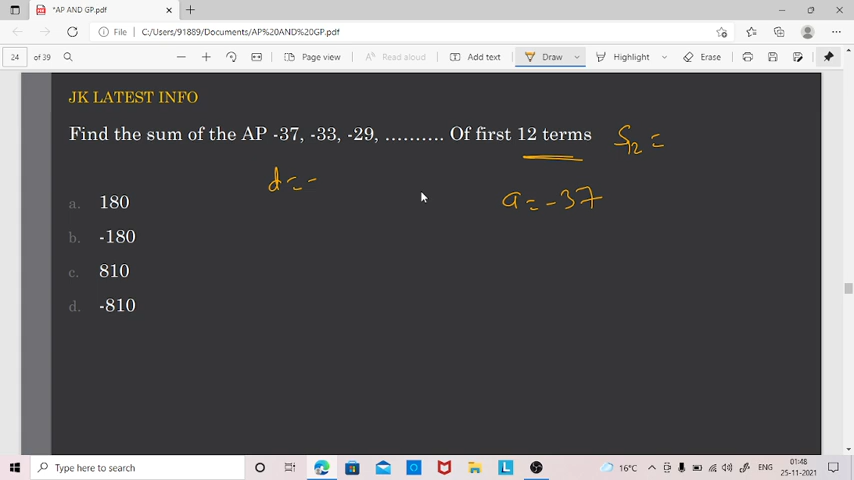 *AP AND GP.pdf
File
C:/Users/91889/Documents/AP%20AND%20GP.pdf
24 of 39
Page view
Read aloud
Add text
Draw
Highlight
Erase
JK LATEST INFO
Find the sum of the AP -37, -33, -29, .......... Of first 12 terms
S12 =
d = -
a = -37
a. 180
b. -180
c. 810
d. -810
Type here to search
16°C
ENG
01:48
25-11-2021